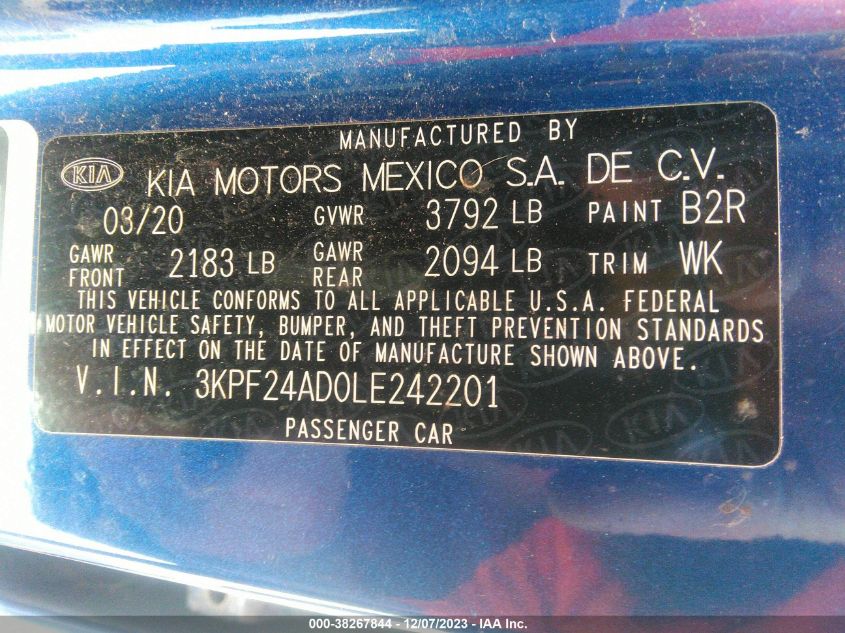 MANUFACTURED BY
KIA KIA MOTORS MEXICO S.A. DE C.V.
03/20 GVWR 3792 LB PAINT B2R
GAWR FRONT 2183 LB GAWR REAR 2094 LB TRIM WK
THIS VEHICLE CONFORMS TO ALL APPLICABLE U.S.A. FEDERAL
MOTOR VEHICLE SAFETY, BUMPER, AND THEFT PREVENTION STANDARDS
IN EFFECT ON THE DATE OF MANUFACTURE SHOWN ABOVE.
V.I.N. 3KPF24AD0LE242201
PASSENGER CAR
000-38267844 - 12/07/2023 - IAA Inc.